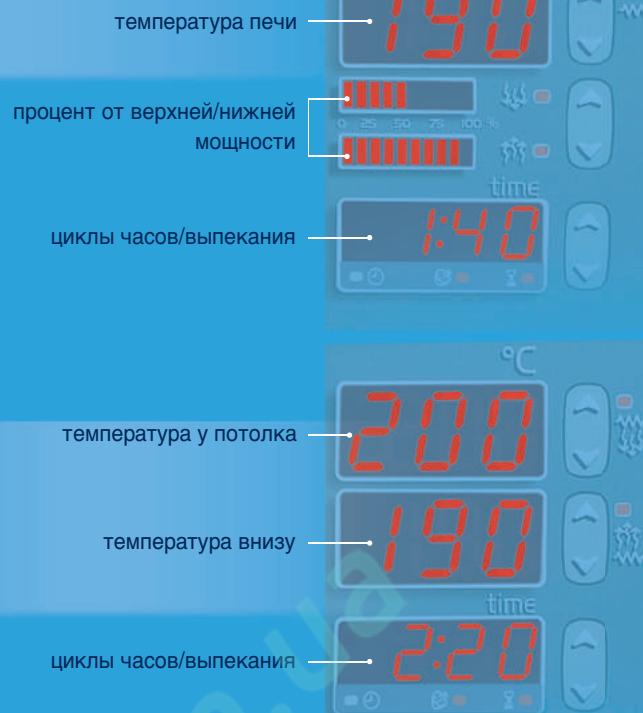 температура печи
190
процент от верхней/нижней
мощности
0 25 50 75 100 %
time
циклы часов/выпекания
1:40
°C
температура у потолка
200
температура внизу
190
time
циклы часов/выпекания
2:20
.ua